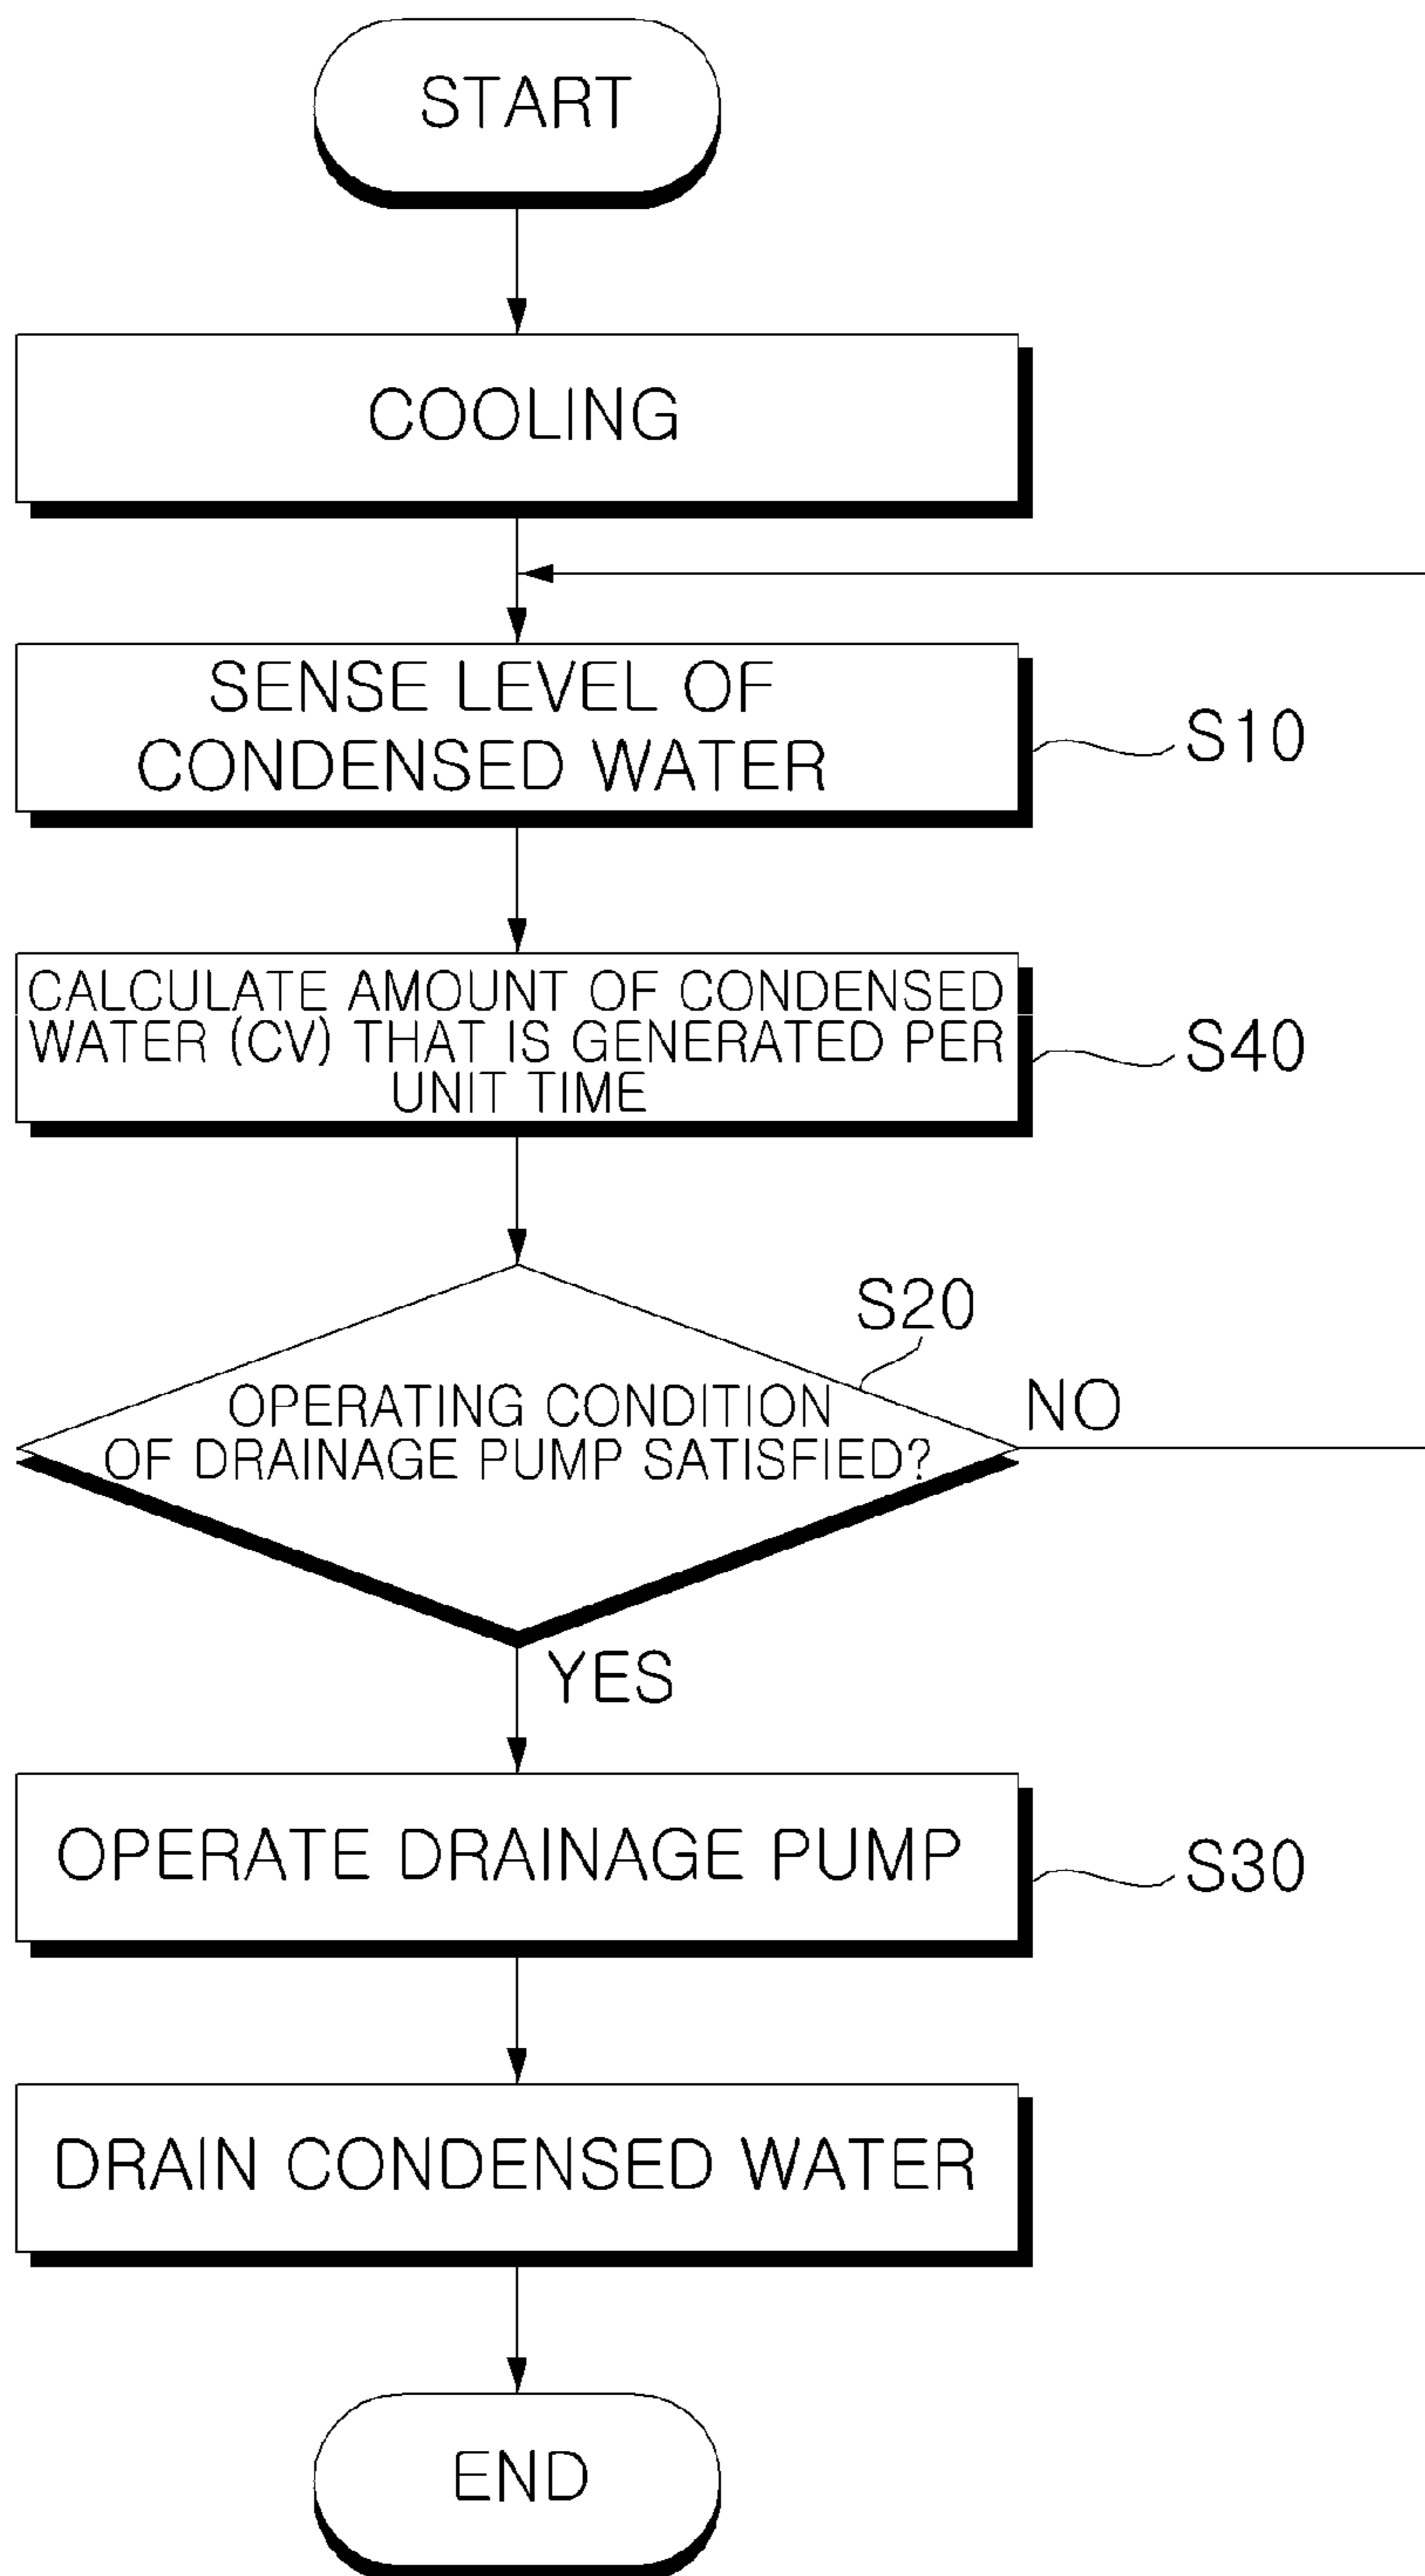 START
COOLING
SENSE LEVEL OF
CONDENSED WATER
S10
CALCULATE AMOUNT OF CONDENSED
WATER (CV) THAT IS GENERATED PER
UNIT TIME
S40
S20
OPERATING CONDITION
OF DRAINAGE PUMP SATISFIED?
NO
YES
OPERATE DRAINAGE PUMP
S30
DRAIN CONDENSED WATER
END